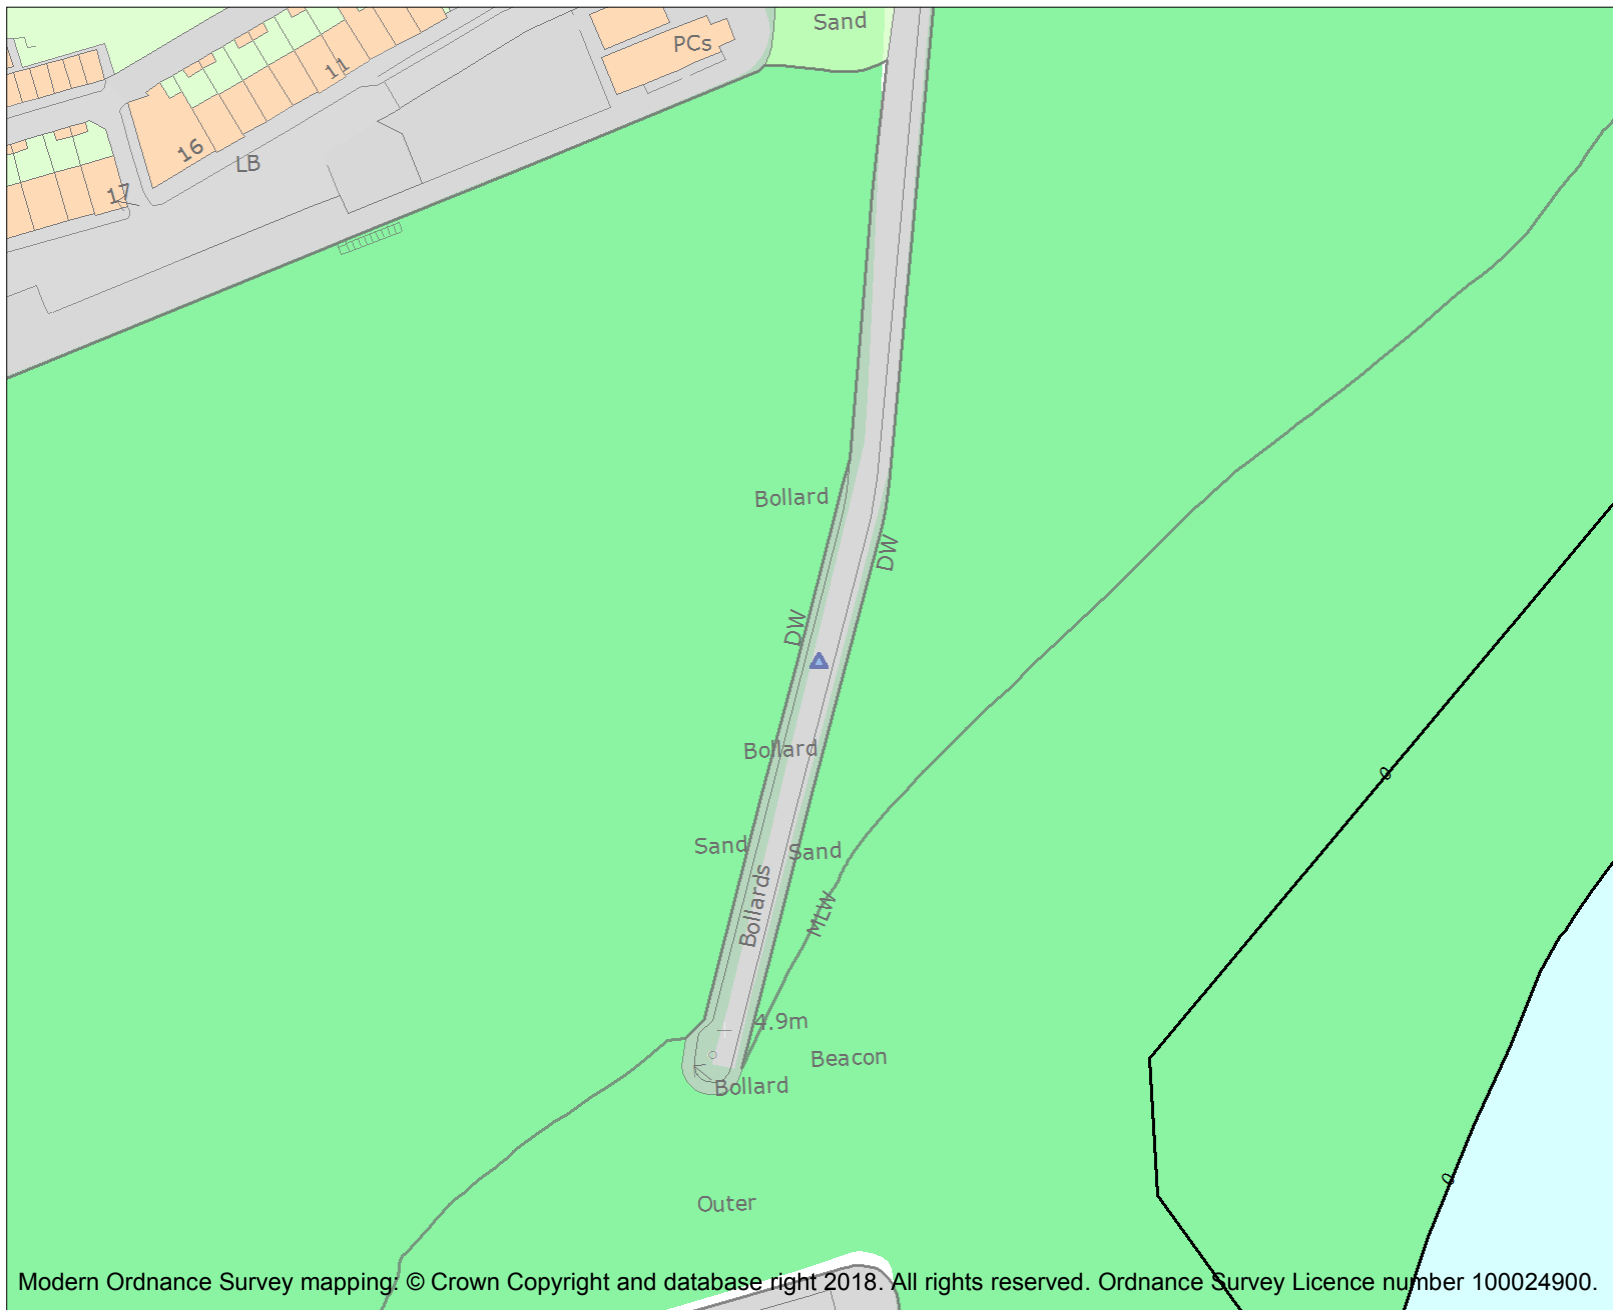 Sand
PCs
11
16
LB
17
Bollard
DW
DW
Bollard
0
Sand
Sand
Bollards
MLW
4.9m
Beacon
Bollard
0
Outer
Modern Ordnance Survey mapping: © Crown Copyright and database right 2018. All rights reserved. Ordnance Survey Licence number 100024900.